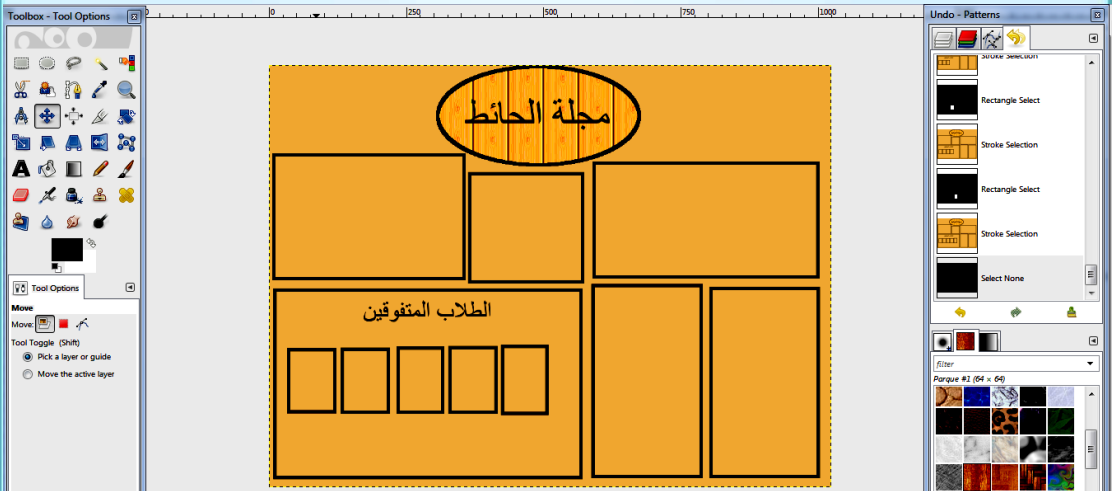 Toolbox - Tool Options
Undo - Patterns
0 250 500 750 1000
مجلة الحائط
الطلاب المتفوقين
Tool Options
Move
Move:
Tool Toggle (Shift)
Pick a layer or guide
Move the active layer
Stroke Selection
Rectangle Select
Stroke Selection
Rectangle Select
Stroke Selection
Select None
filter
Parque #1 (64 × 64)